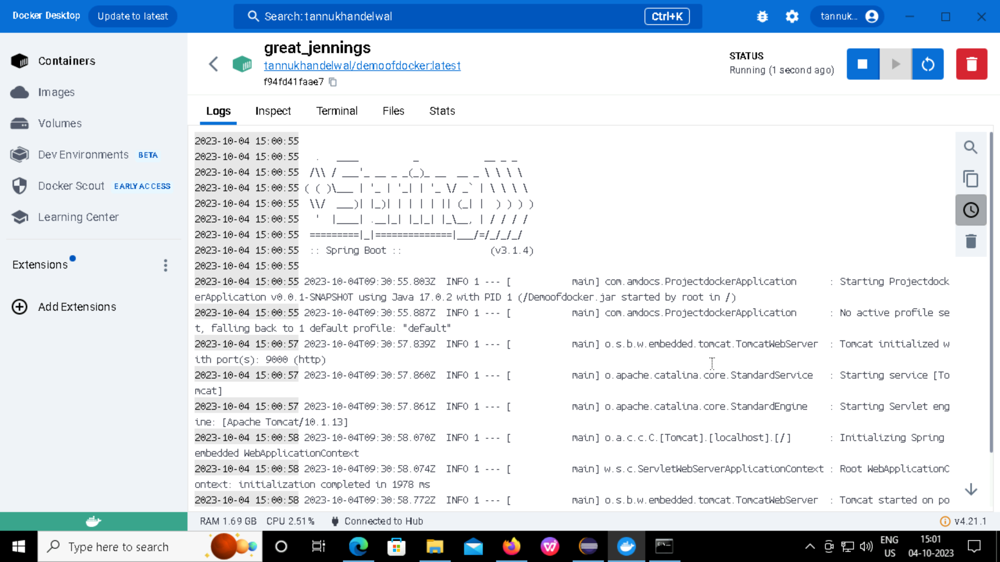 Docker Desktop Update to latest Search: tannukhandelwal Ctrl+K tannuk...
Containers
Images
Volumes
Dev Environments BETA
Docker Scout EARLY ACCESS
Learning Center
Extensions
Add Extensions
great_jennings
tannukhandelwal/demoofdocker:latest
f94fd41faae7
STATUS
Running (1 second ago)
Logs Inspect Terminal Files Stats
2023-10-04 15:00:55
2023-10-04 15:00:55   .   ____          _            __ _ _
2023-10-04 15:00:55  /\\ / ___'_ __ _ _(_)_ __  __ _ \ \ \ \
2023-10-04 15:00:55 ( ( )\___ | '_ | '_| | '_ \/ _` | \ \ \ \
2023-10-04 15:00:55  \\/  ___)| |_)| | | | | || (_| |  ) ) ) )
2023-10-04 15:00:55   '  |____| .__|_| |_|_| |_\__, | / / / /
2023-10-04 15:00:55  =========|_|==============|___/=/_/_/_/
2023-10-04 15:00:55  :: Spring Boot ::                (v3.1.4)
2023-10-04 15:00:55
2023-10-04 15:00:55 2023-10-04T09:30:55.803Z  INFO 1 --- [           main] com.amdocs.ProjectdockerApplication      : Starting Projectdock
erApplication v0.0.1-SNAPSHOT using Java 17.0.2 with PID 1 (/Demoofdocker.jar started by root in /)
2023-10-04 15:00:55 2023-10-04T09:30:55.887Z  INFO 1 --- [           main] com.amdocs.ProjectdockerApplication      : No active profile se
t, falling back to 1 default profile: "default"
2023-10-04 15:00:57 2023-10-04T09:30:57.839Z  INFO 1 --- [           main] o.s.b.w.embedded.tomcat.TomcatWebServer  : Tomcat initialized w
ith port(s): 9000 (http)
2023-10-04 15:00:57 2023-10-04T09:30:57.860Z  INFO 1 --- [           main] o.apache.catalina.core.StandardService   : Starting service [To
mcat]
2023-10-04 15:00:57 2023-10-04T09:30:57.861Z  INFO 1 --- [           main] o.apache.catalina.core.StandardEngine    : Starting Servlet eng
ine: [Apache Tomcat/10.1.13]
2023-10-04 15:00:58 2023-10-04T09:30:58.070Z  INFO 1 --- [           main] o.a.c.c.C.[Tomcat].[localhost].[/]       : Initializing Spring
embedded WebApplicationContext
2023-10-04 15:00:58 2023-10-04T09:30:58.074Z  INFO 1 --- [           main] w.s.c.ServletWebServerApplicationContext : Root WebApplicationC
ontext: initialization completed in 1978 ms
2023-10-04 15:00:58 2023-10-04T09:30:58.772Z  INFO 1 --- [           main] o.s.b.w.embedded.tomcat.TomcatWebServer  : Tomcat started on po
RAM 1.69 GB CPU 2.51% Connected to Hub v4.21.1
Type here to search
ENG 15:01
US 04-10-2023